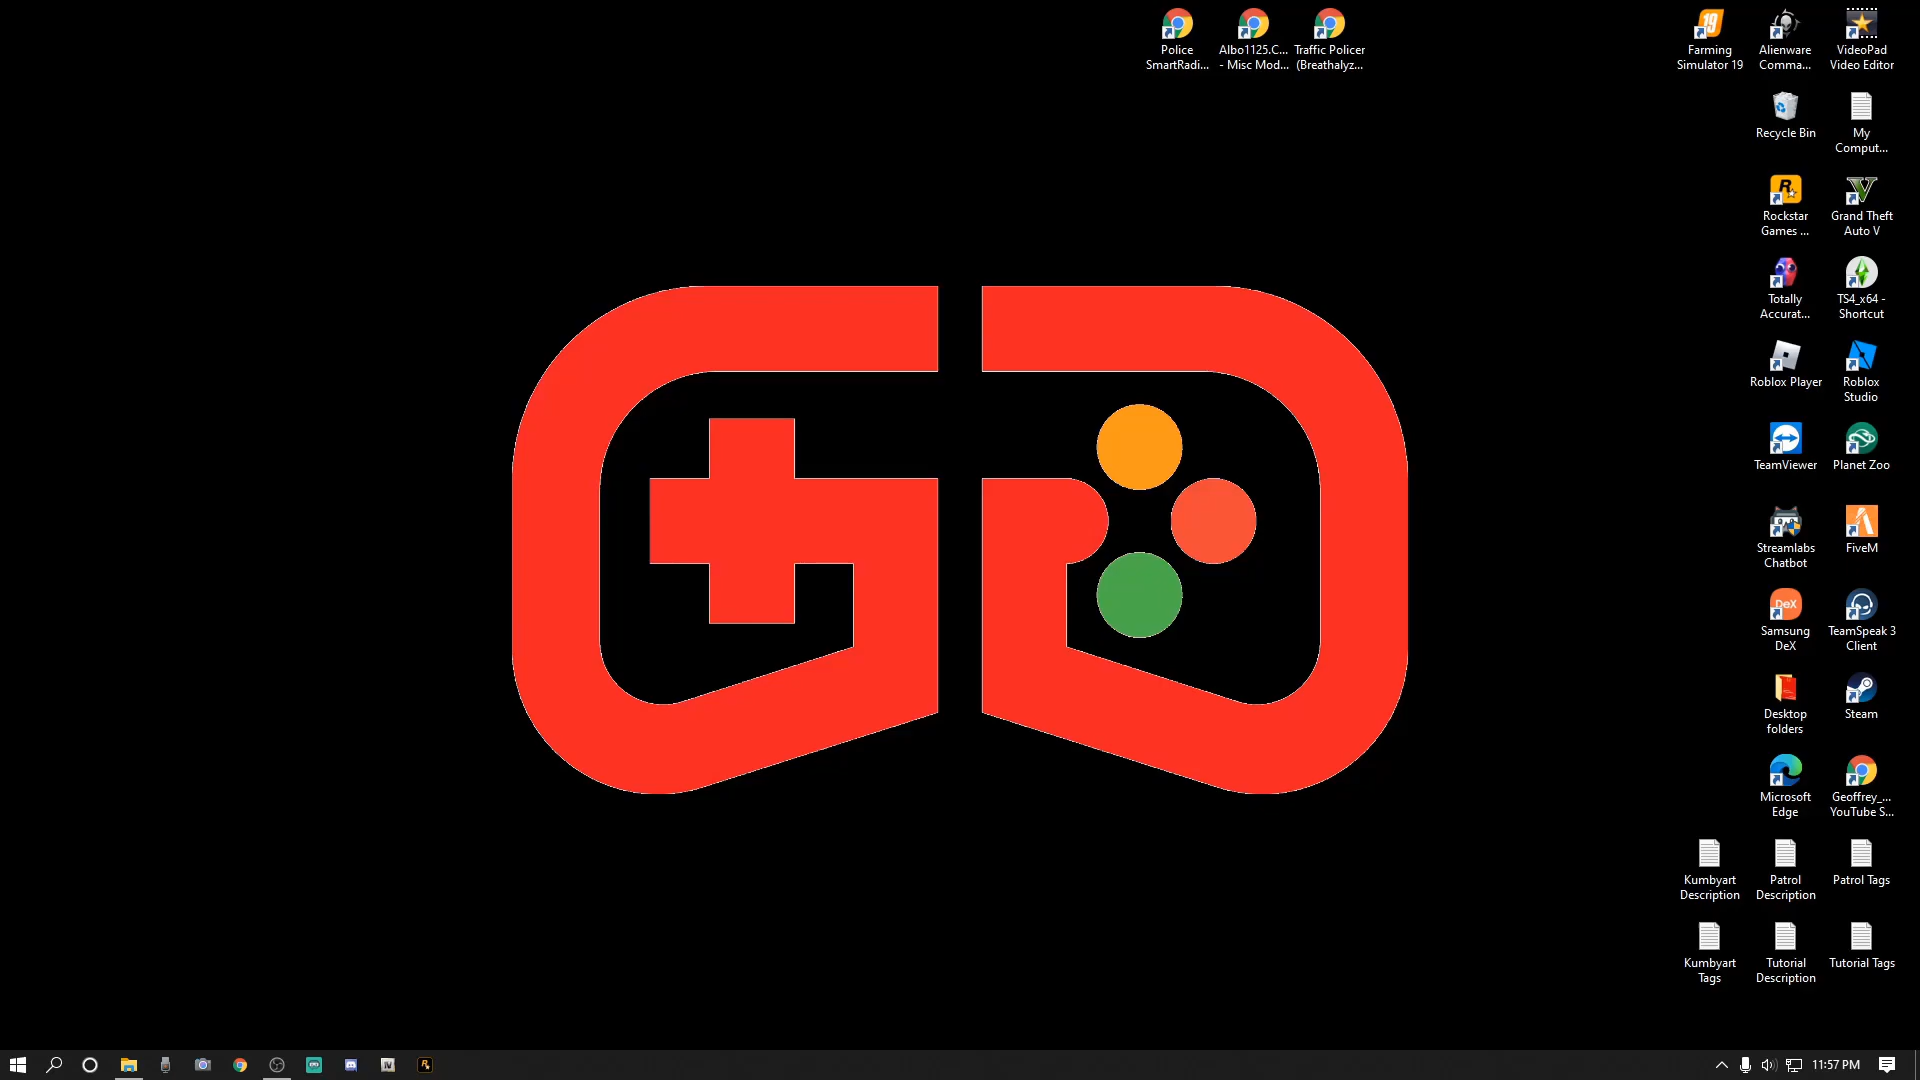 Police
SmartRadi...
Albo1125.C...
- Misc Mod...
Traffic Policer
(Breathalyz...
Farming
Simulator 19
Alienware
Comma...
VideoPad
Video Editor
Recycle Bin
My
Comput...
Rockstar
Games ...
Grand Theft
Auto V
Totally
Accurat...
TS4_x64 -
Shortcut
Roblox Player
Roblox
Studio
TeamViewer
Planet Zoo
Streamlabs
Chatbot
FiveM
DeX
Samsung
DeX
TeamSpeak 3
Client
Desktop
folders
Steam
Microsoft
Edge
Geoffrey_...
YouTube S...
Kumbyart
Description
Patrol
Description
Patrol Tags
Kumbyart
Tags
Tutorial
Description
Tutorial Tags
11:57 PM